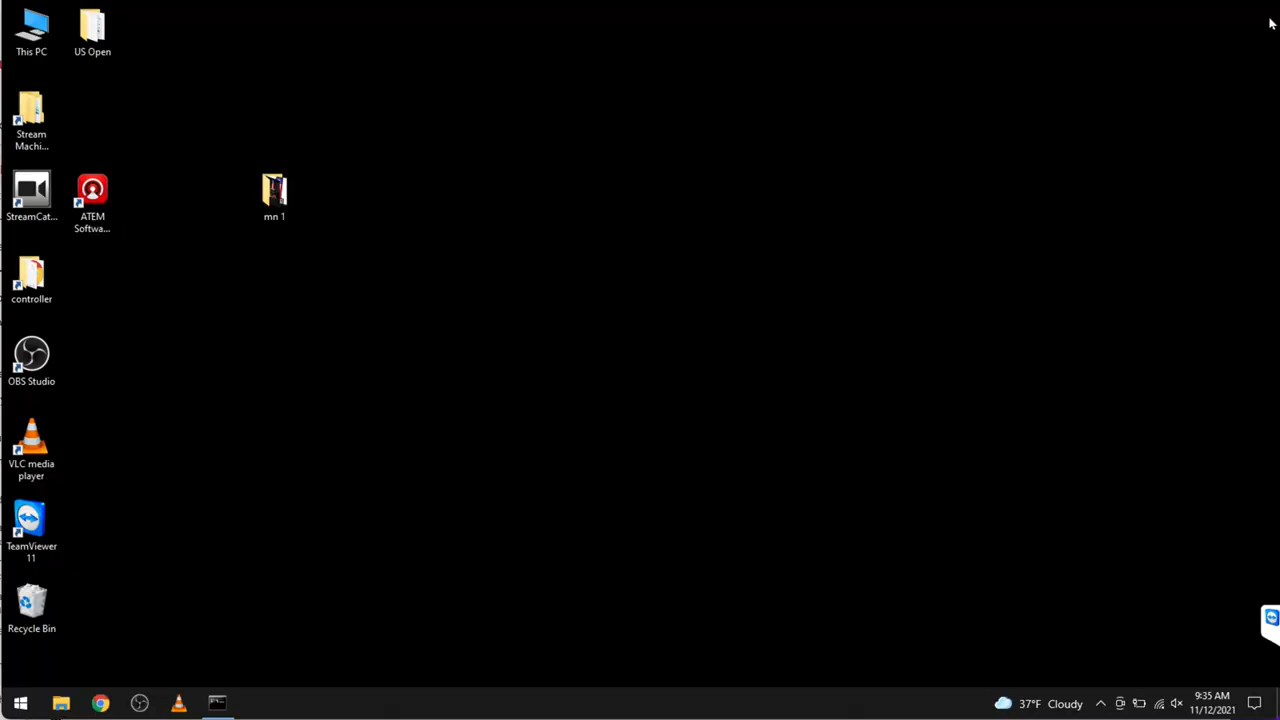 This PC
US Open
Stream
Machi...
StreamCat...
ATEM
Softwa...
mn 1
controller
OBS Studio
VLC media
player
TeamViewer
11
Recycle Bin
37°F Cloudy
9:35 AM
11/12/2021